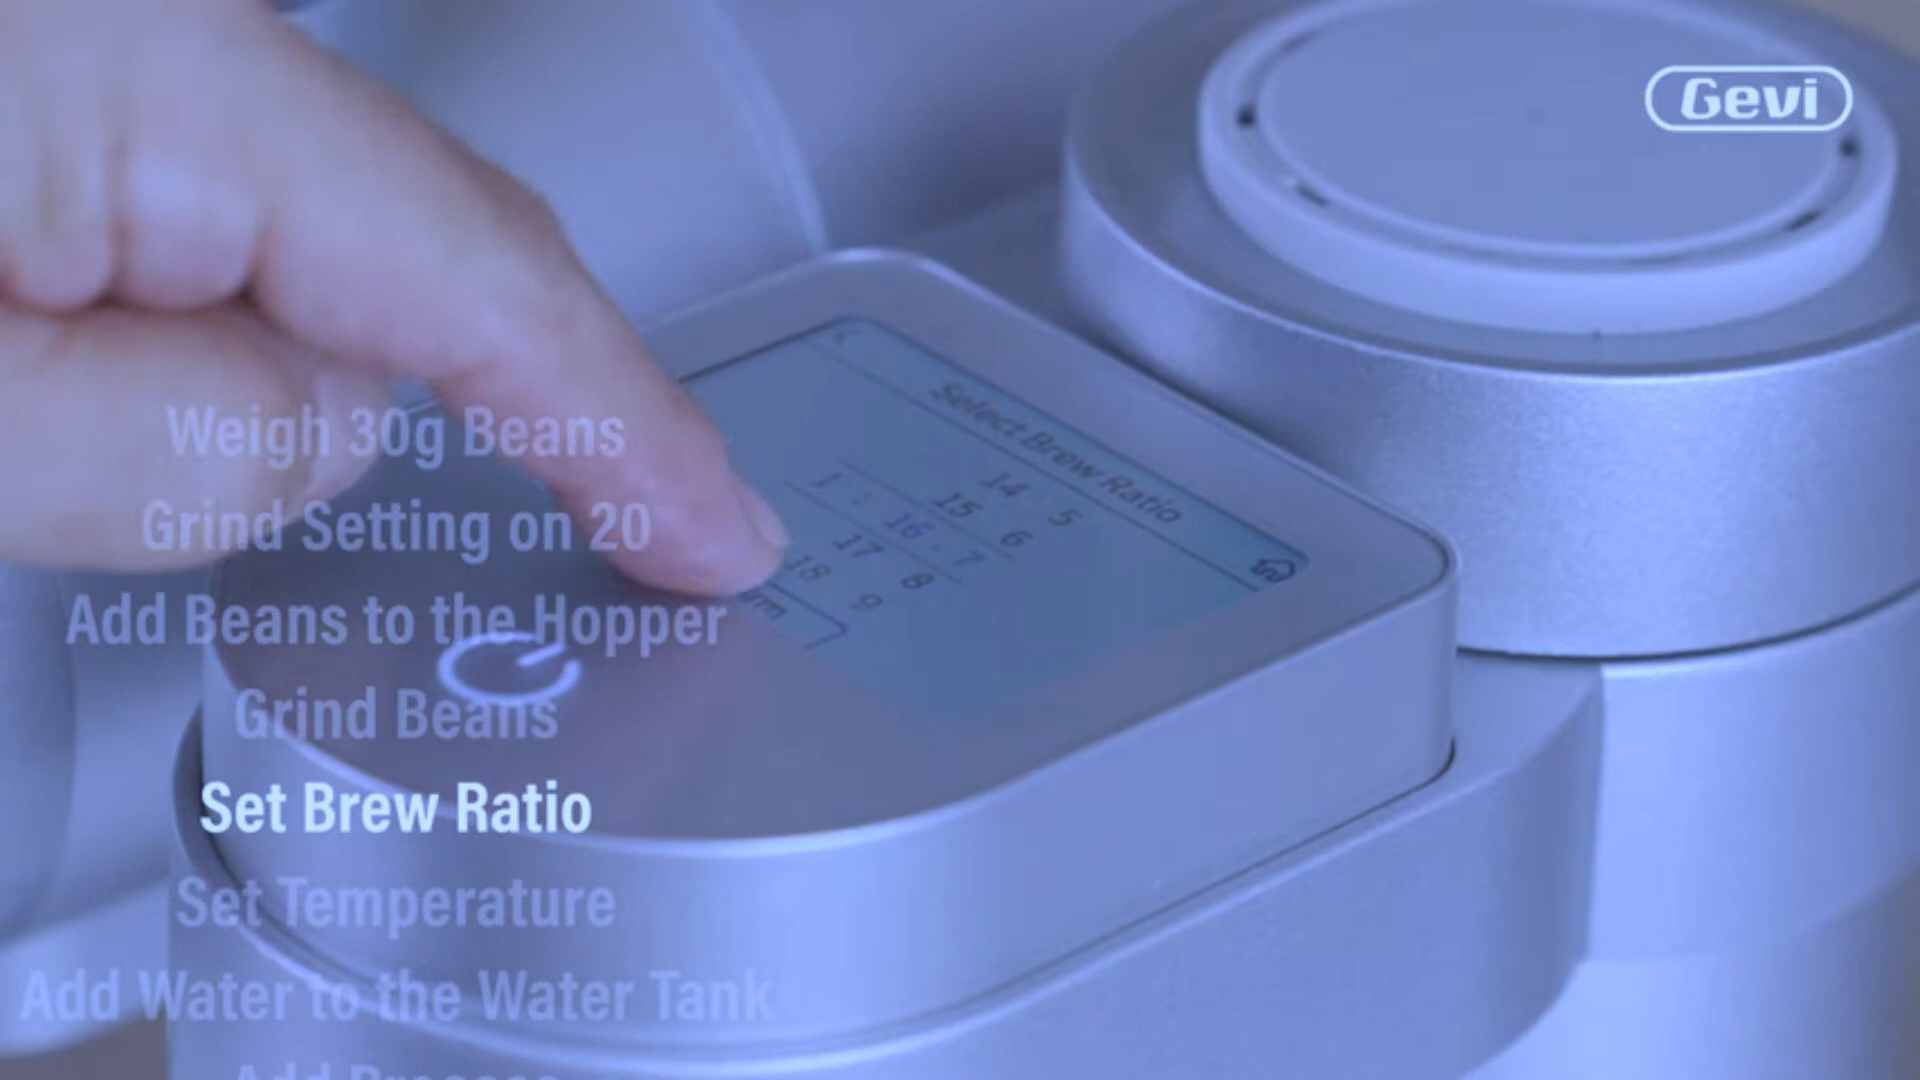 Gevi
Select Brew Ratio
14 5
15 6
1 : 16 . 7
17 8
18 9
Weigh 30g Beans
Grind Setting on 20
Add Beans to the Hopper
Grind Beans
Set Brew Ratio
Set Temperature
Add Water to the Water Tank
Add